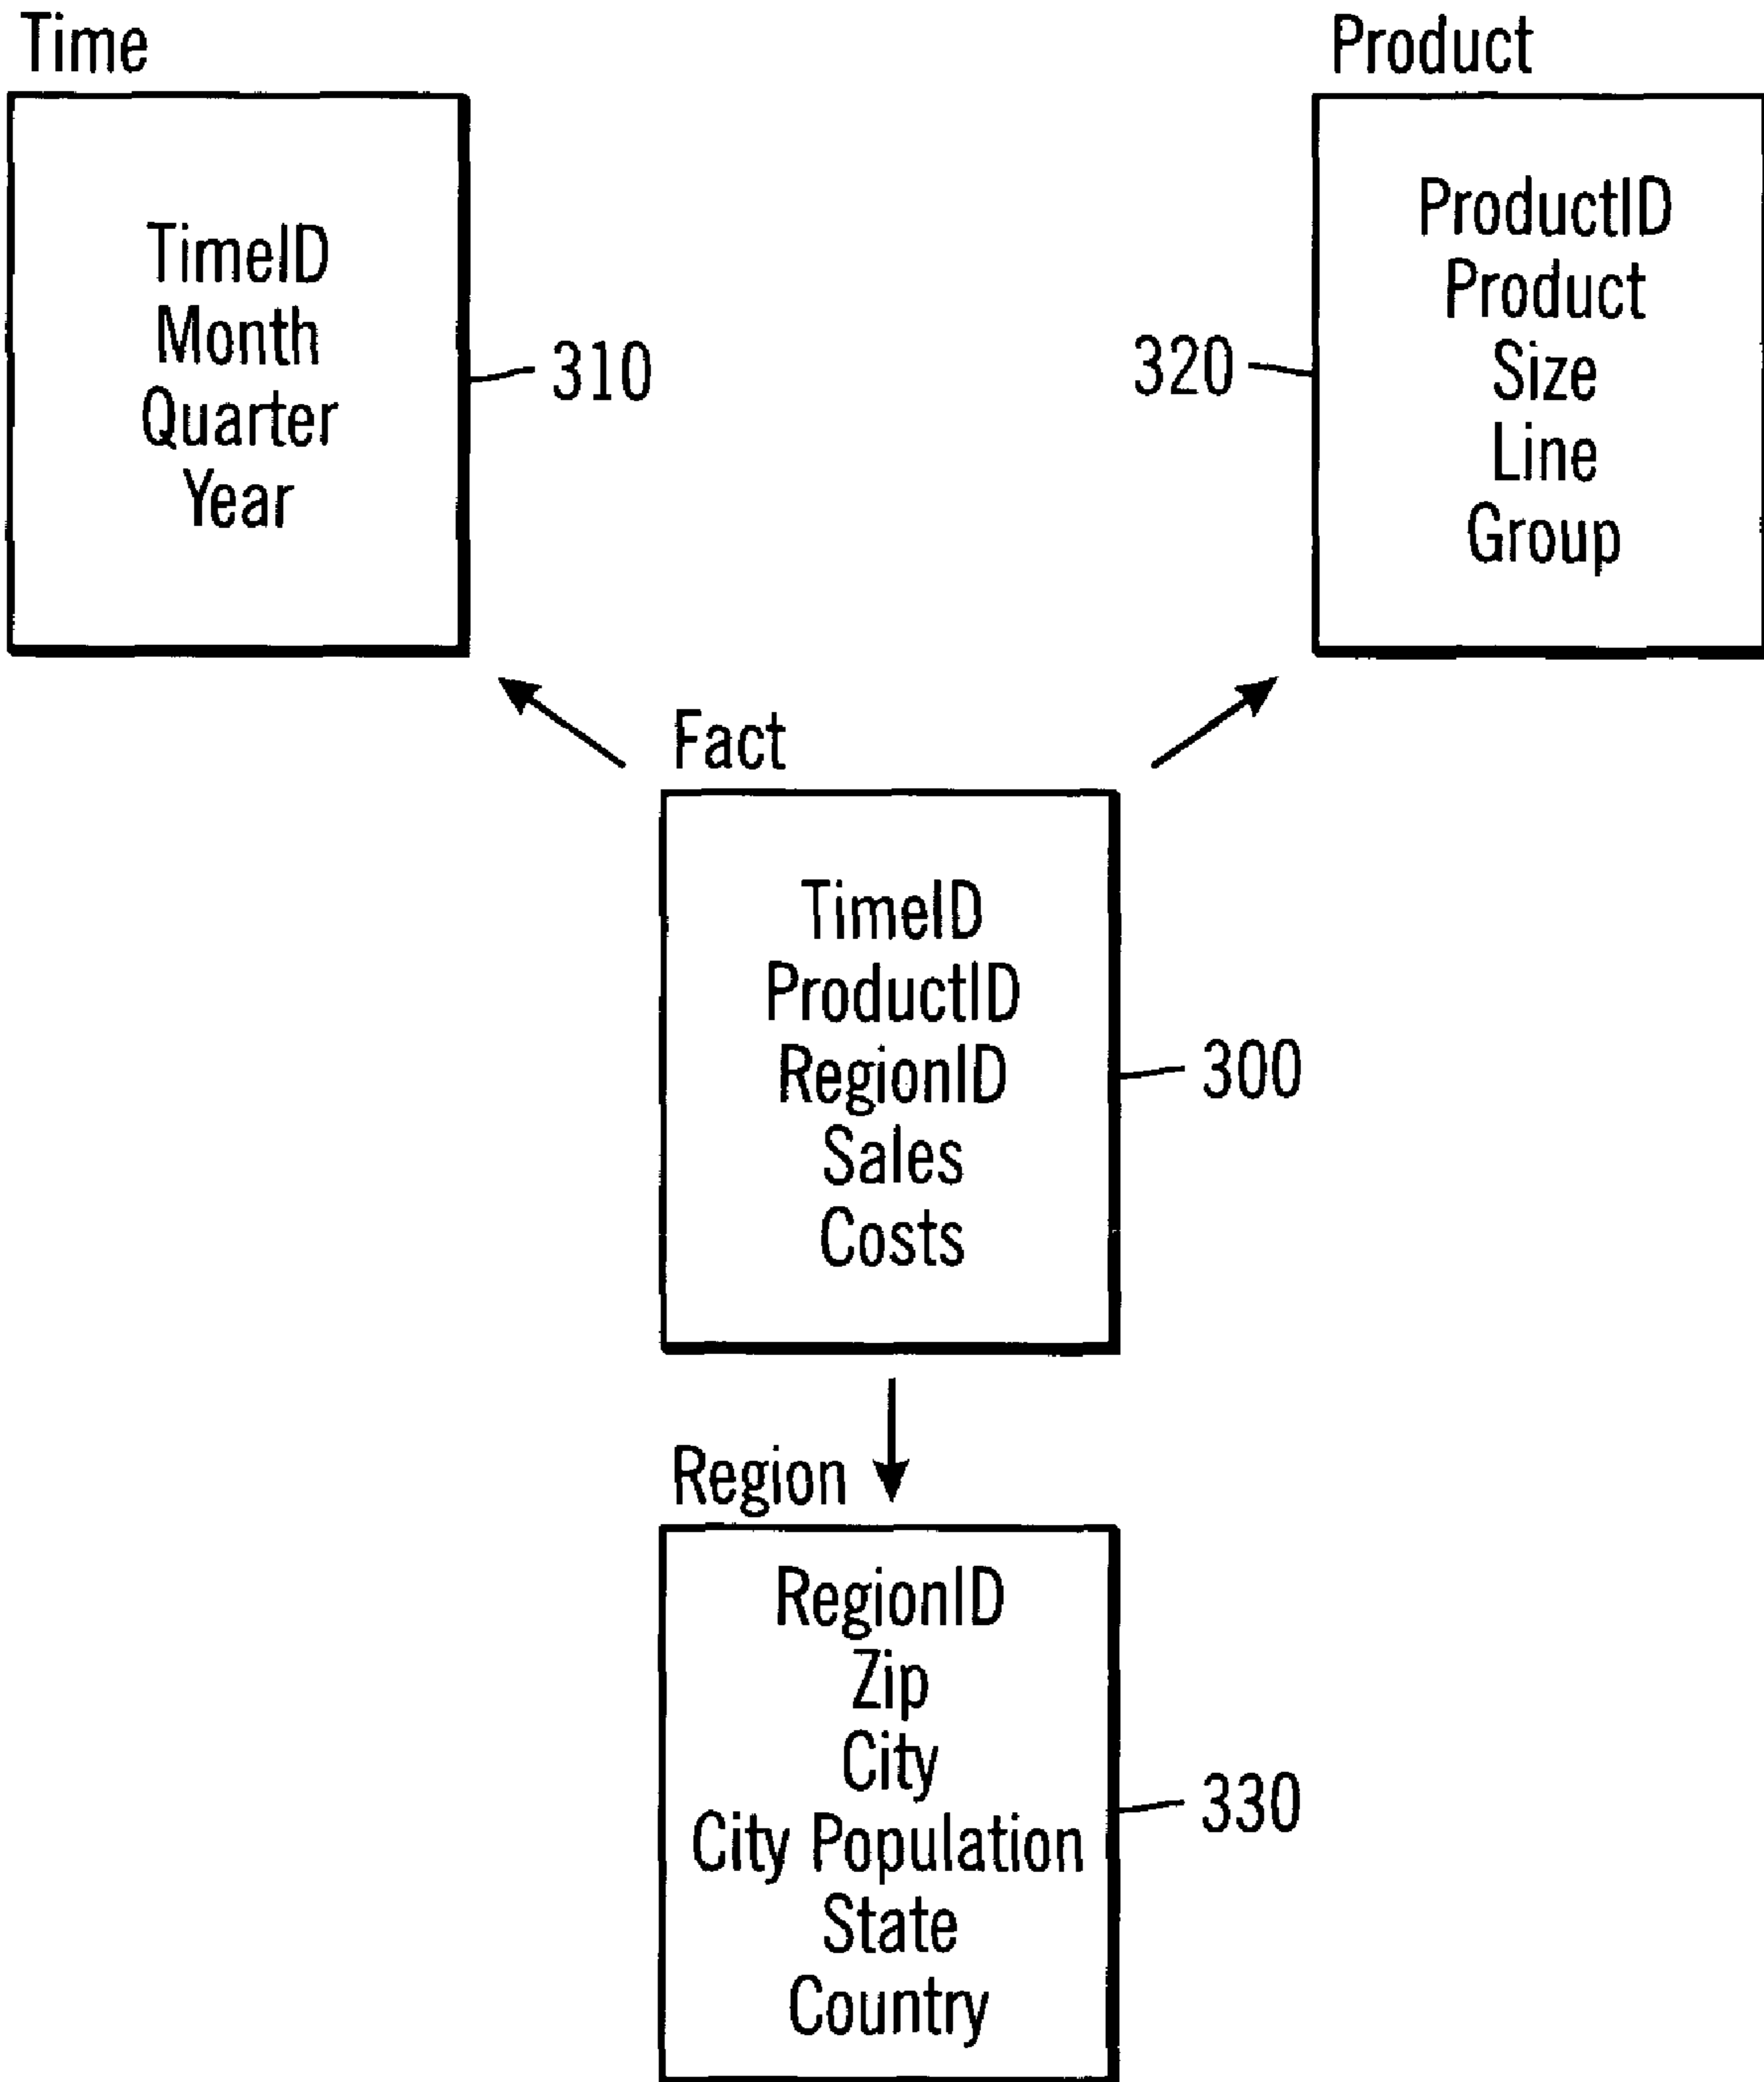 Time
TimeID
Month
Quarter
Year
310
Product
ProductID
Product
Size
Line
Group
320
Fact
TimeID
ProductID
RegionID
Sales
Costs
300
Region
RegionID
Zip
City
City Population
State
Country
330